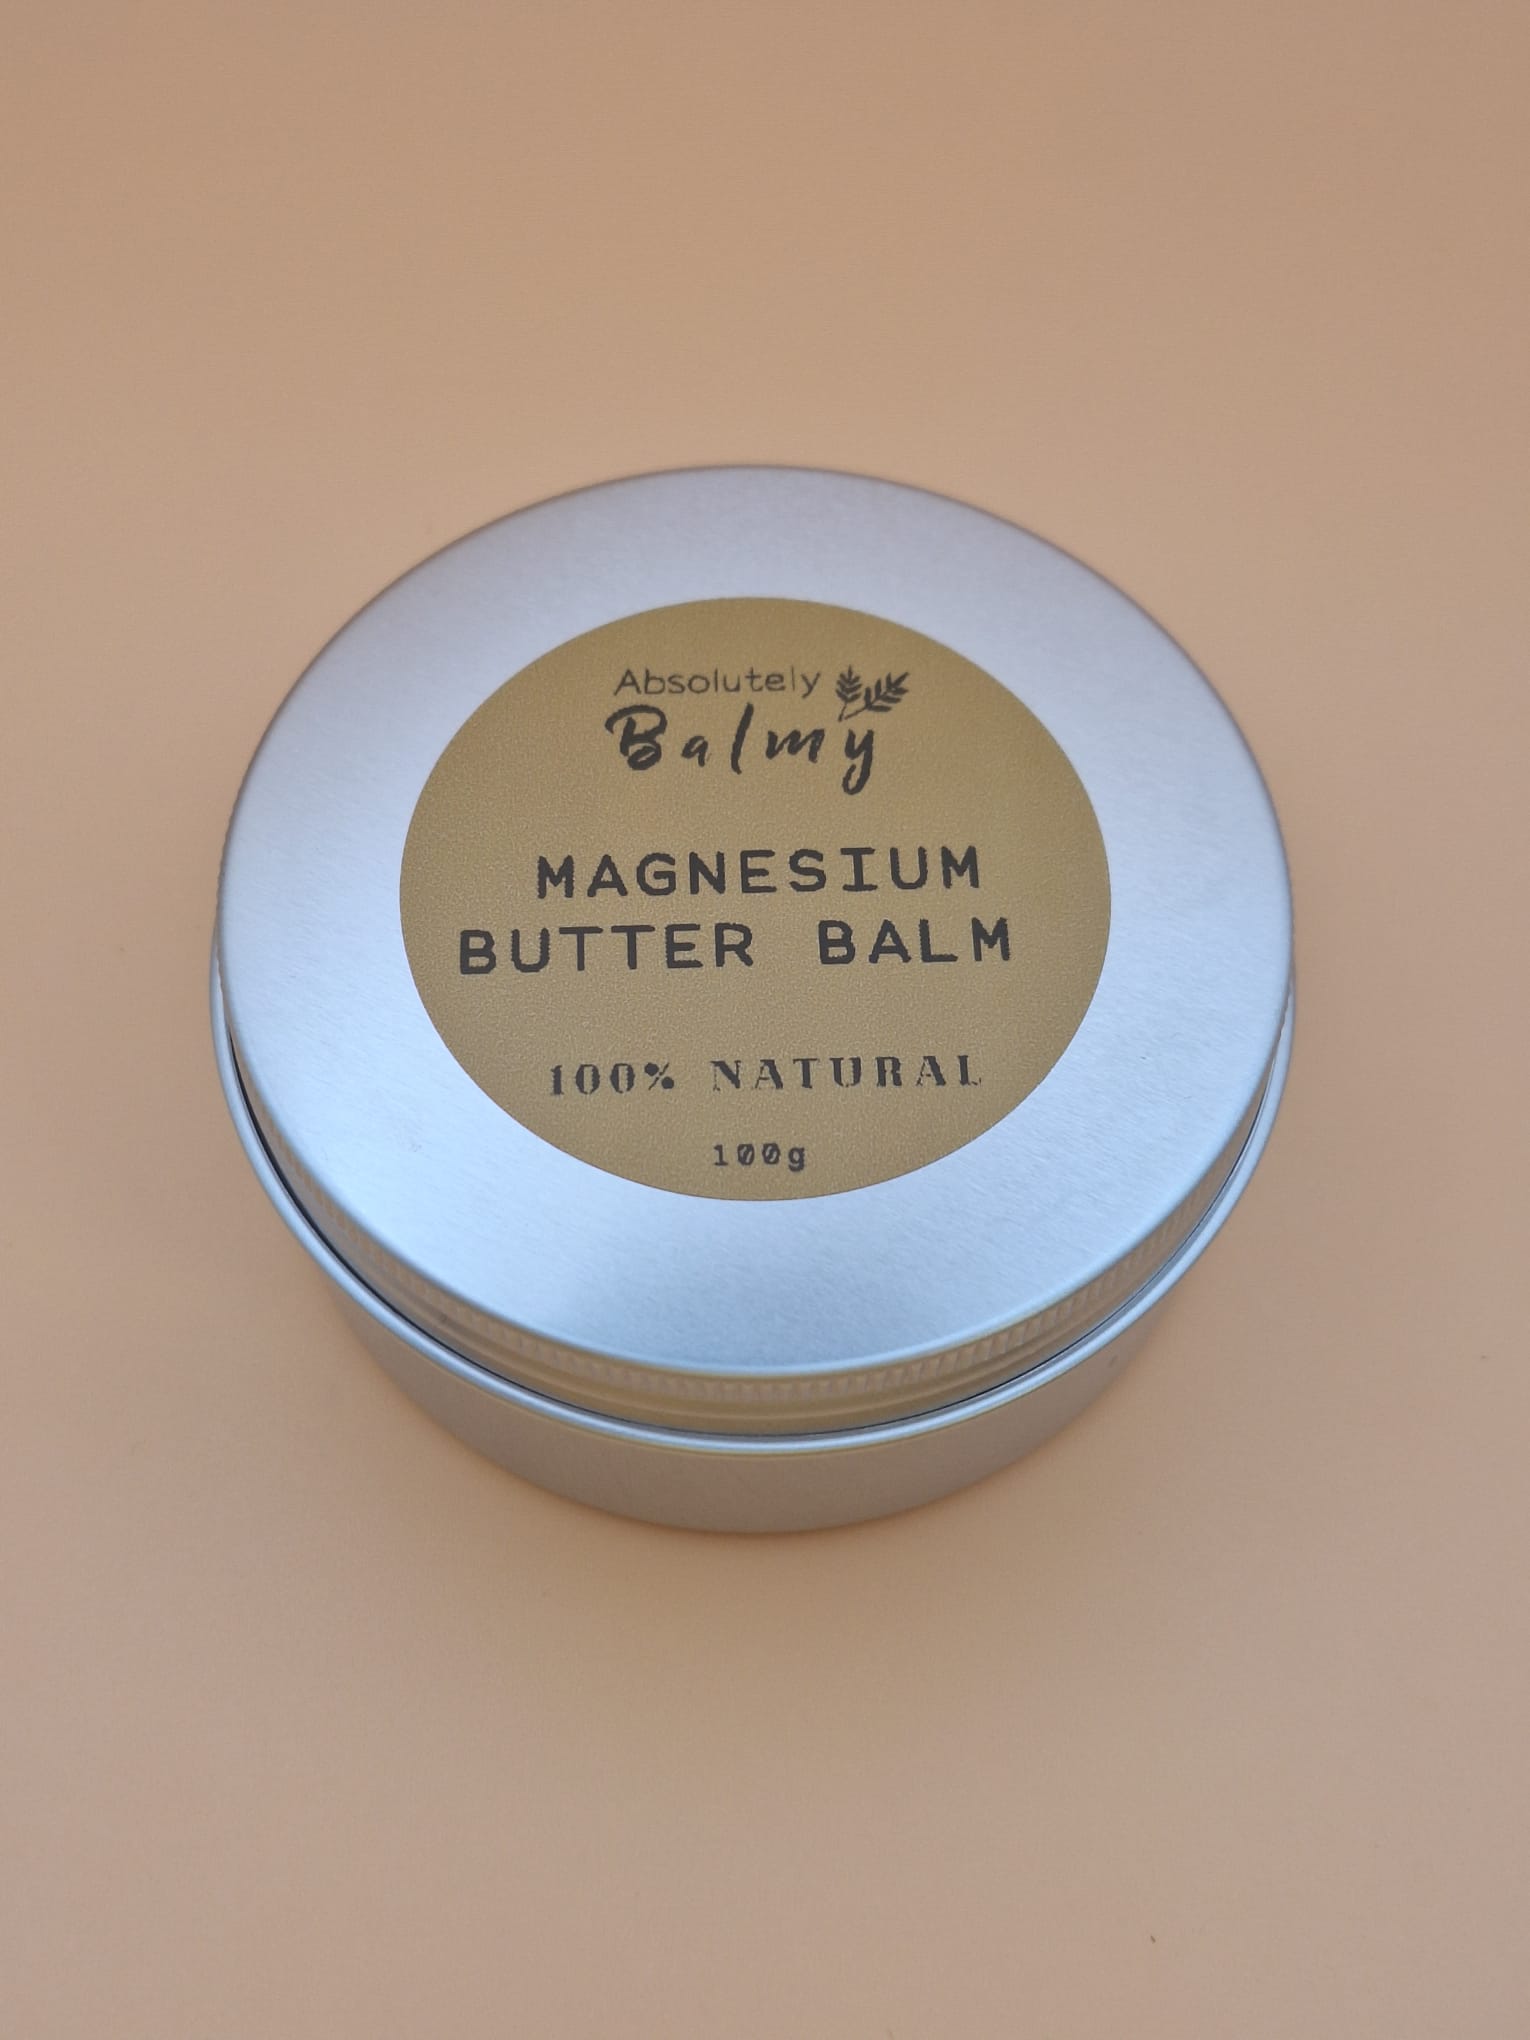 Absolutely
Balmy
MAGNESIUM
BUTTER BALM
100% NATURAL
100g